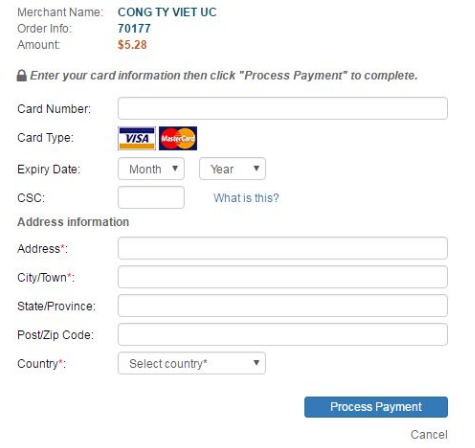 Merchant Name: CONG TY VIET UC
Order Info: 70177
Amount: $5.28
Enter your card information then click "Process Payment" to complete.
Card Number:
Card Type: VISA MasterCard
Expiry Date: Month Year
CSC: What is this?
Address information
Address*:
City/Town*:
State/Province:
Post/Zip Code:
Country*: Select country*
Process Payment
Cancel